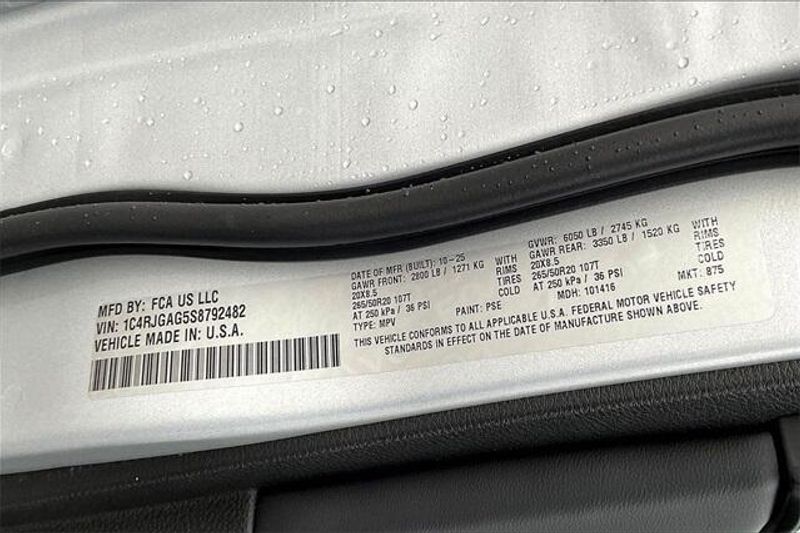 MFD BY: FCA US LLC
VIN: 1C4RJGAG5S8792482
VEHICLE MADE IN: U.S.A.
DATE OF MFR (BUILT): 10-25
GAWR FRONT: 2800 LB / 1271 KG WITH
20X8.5 RIMS
265/50R20 107T TIRES
AT 250 kPa / 36 PSI COLD
TYPE: MPV PAINT: PSE
GVWR: 6050 LB / 2745 KG
GAWR REAR: 3350 LB / 1520 KG WITH
20X8.5 RIMS
265/50R20 107T TIRES
AT 250 kPa / 36 PSI COLD
MDH: 101416 MKT: 875
THIS VEHICLE CONFORMS TO ALL APPLICABLE U.S.A. FEDERAL MOTOR VEHICLE SAFETY
STANDARDS IN EFFECT ON THE DATE OF MANUFACTURE SHOWN ABOVE.